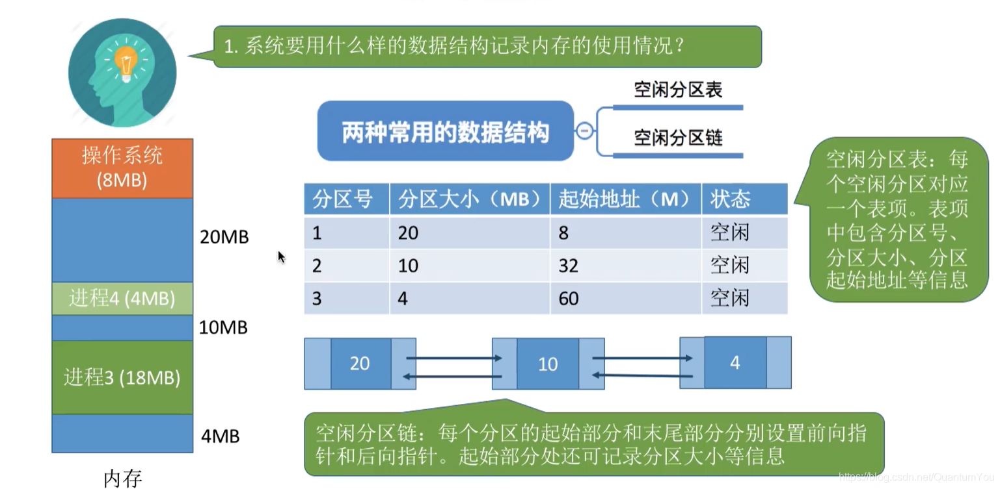 1. 系统要用什么样的数据结构记录内存的使用情况？
两种常用的数据结构
空闲分区表
空闲分区链
操作系统
(8MB)
20MB
进程4 (4MB)
10MB
进程3 (18MB)
4MB
内存
分区号 分区大小（MB） 起始地址（M） 状态
1 20 8 空闲
2 10 32 空闲
3 4 60 空闲
空闲分区表：每
个空闲分区对应
一个表项。表项
中包含分区号、
分区大小、分区
起始地址等信息
20 10 4
空闲分区链：每个分区的起始部分和末尾部分分别设置前向指
针和后向指针。起始部分处还可记录分区大小等信息
https://blog.csdn.net/QuantumYou